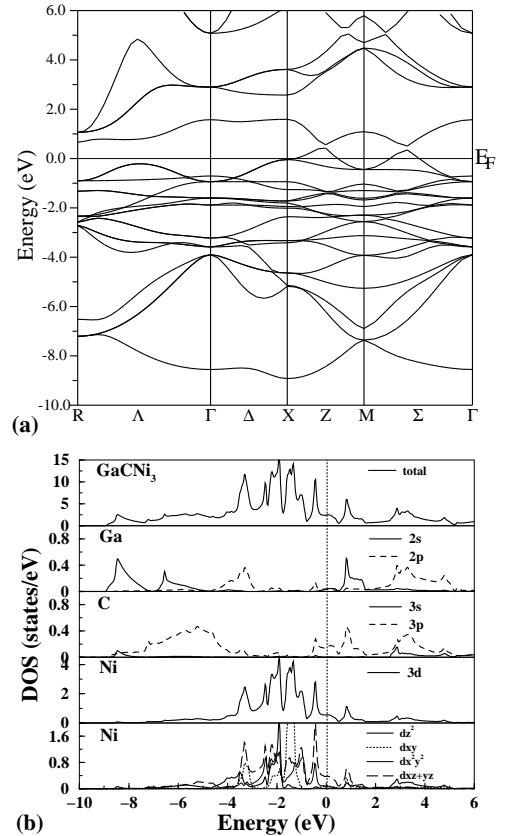 6.0
4.0
2.0
0.0
-2.0
-4.0
-6.0
-8.0
-10.0
Energy (eV)
E_F
R Λ Γ Δ X Z M Σ Γ
(a)
GaCNi₃
total
15
10
5
0
Ga
2s
2p
0.8
0.4
0
C
3s
3p
0.8
0.4
0
Ni
3d
4
2
0
Ni
dz²
dxy
dx²y²
dxz+yz
1.6
0.8
0
DOS (states/eV)
−10 −8 −6 −4 −2 0 2 4 6
Energy (eV)
(b)